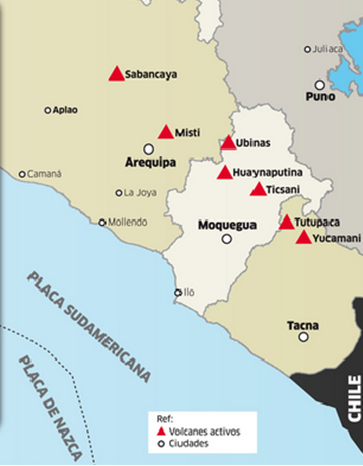 Juliaca
Sabancaya
Puno
Aplao
Misti
Ubinas
Arequipa
Huaynaputina
Camaná
Ticsani
La Joya
Mollendo
Tutupaca
Moquegua
Yucamani
Ilo
PLACA SUDAMERICANA
Tacna
PLACA DE NAZCA
CHILE
Ref:
Volcanes activos
Ciudades